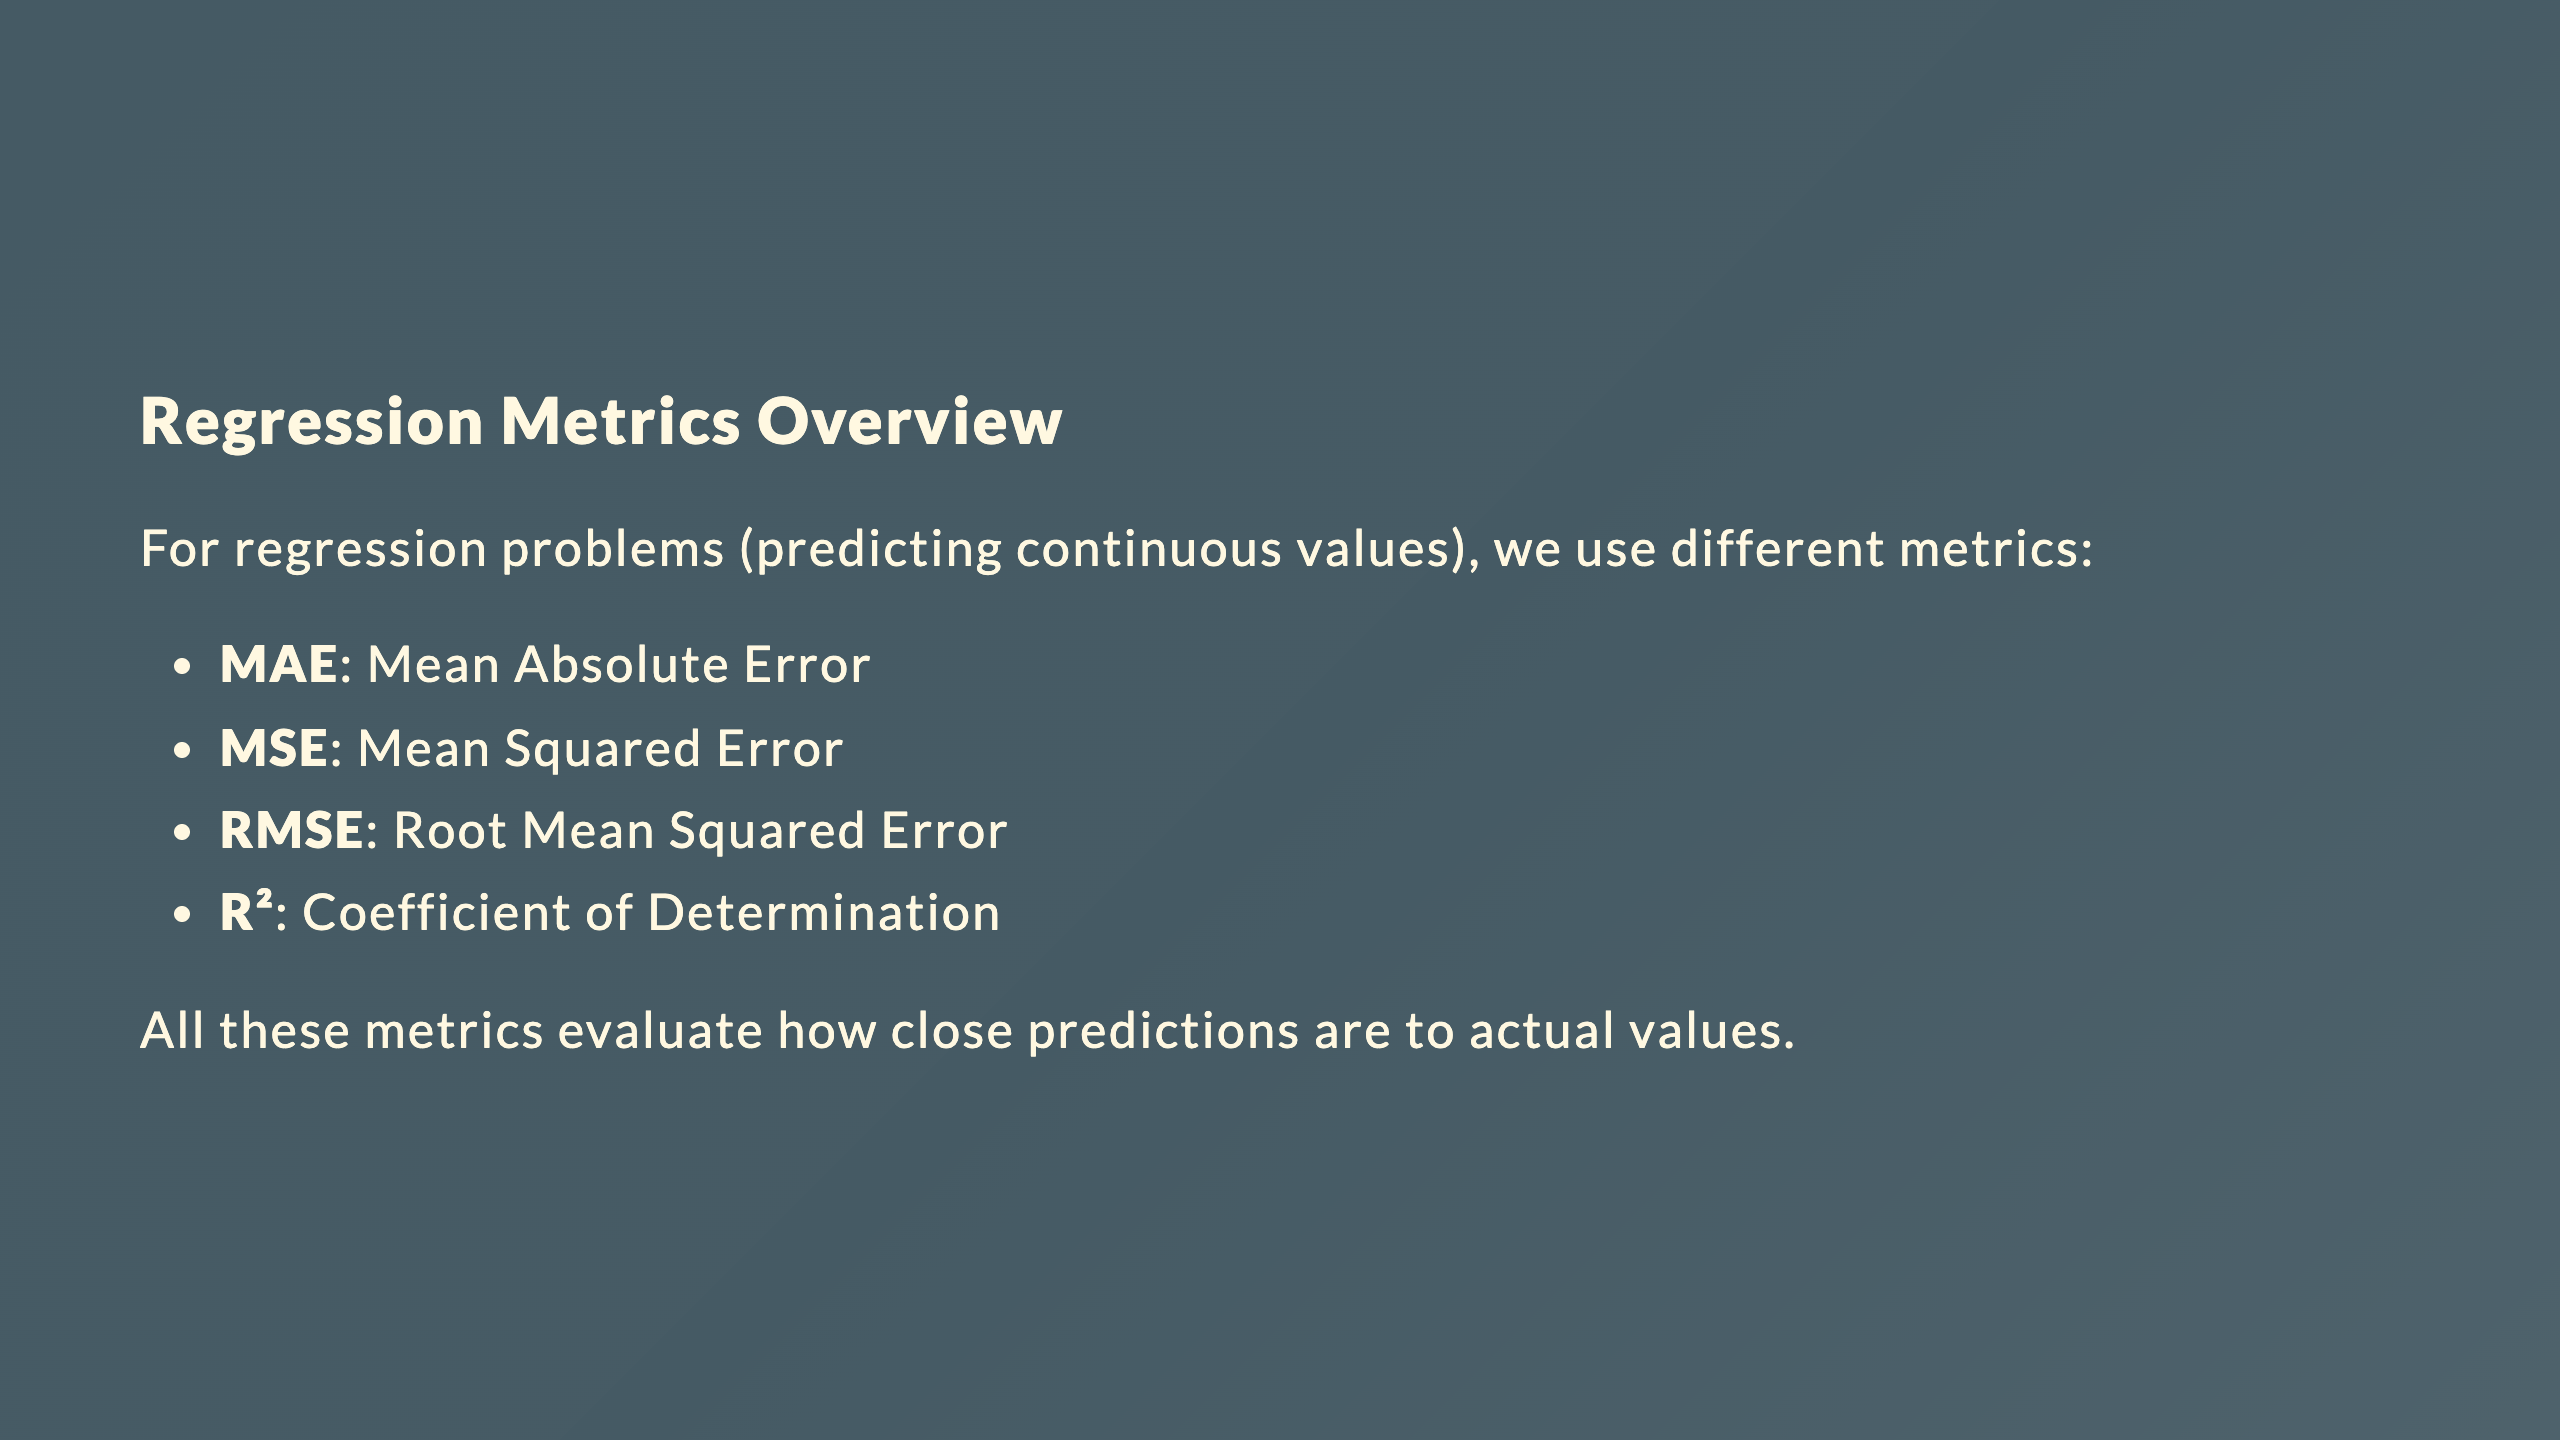 Regression Metrics Overview
For regression problems (predicting continuous values), we use different metrics:
• MAE: Mean Absolute Error
• MSE: Mean Squared Error
• RMSE: Root Mean Squared Error
• R²: Coefficient of Determination
All these metrics evaluate how close predictions are to actual values.